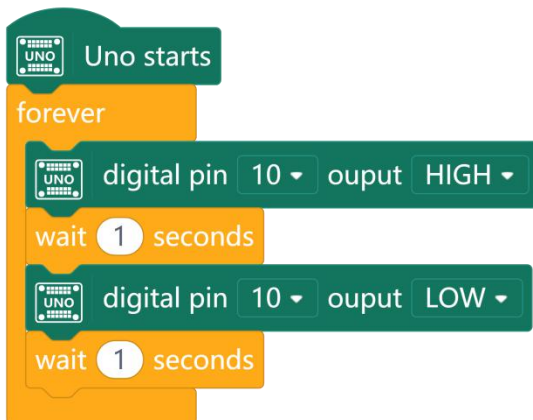 UNO Uno starts
forever
UNO digital pin 10 ouput HIGH
wait 1 seconds
UNO digital pin 10 ouput LOW
wait 1 seconds